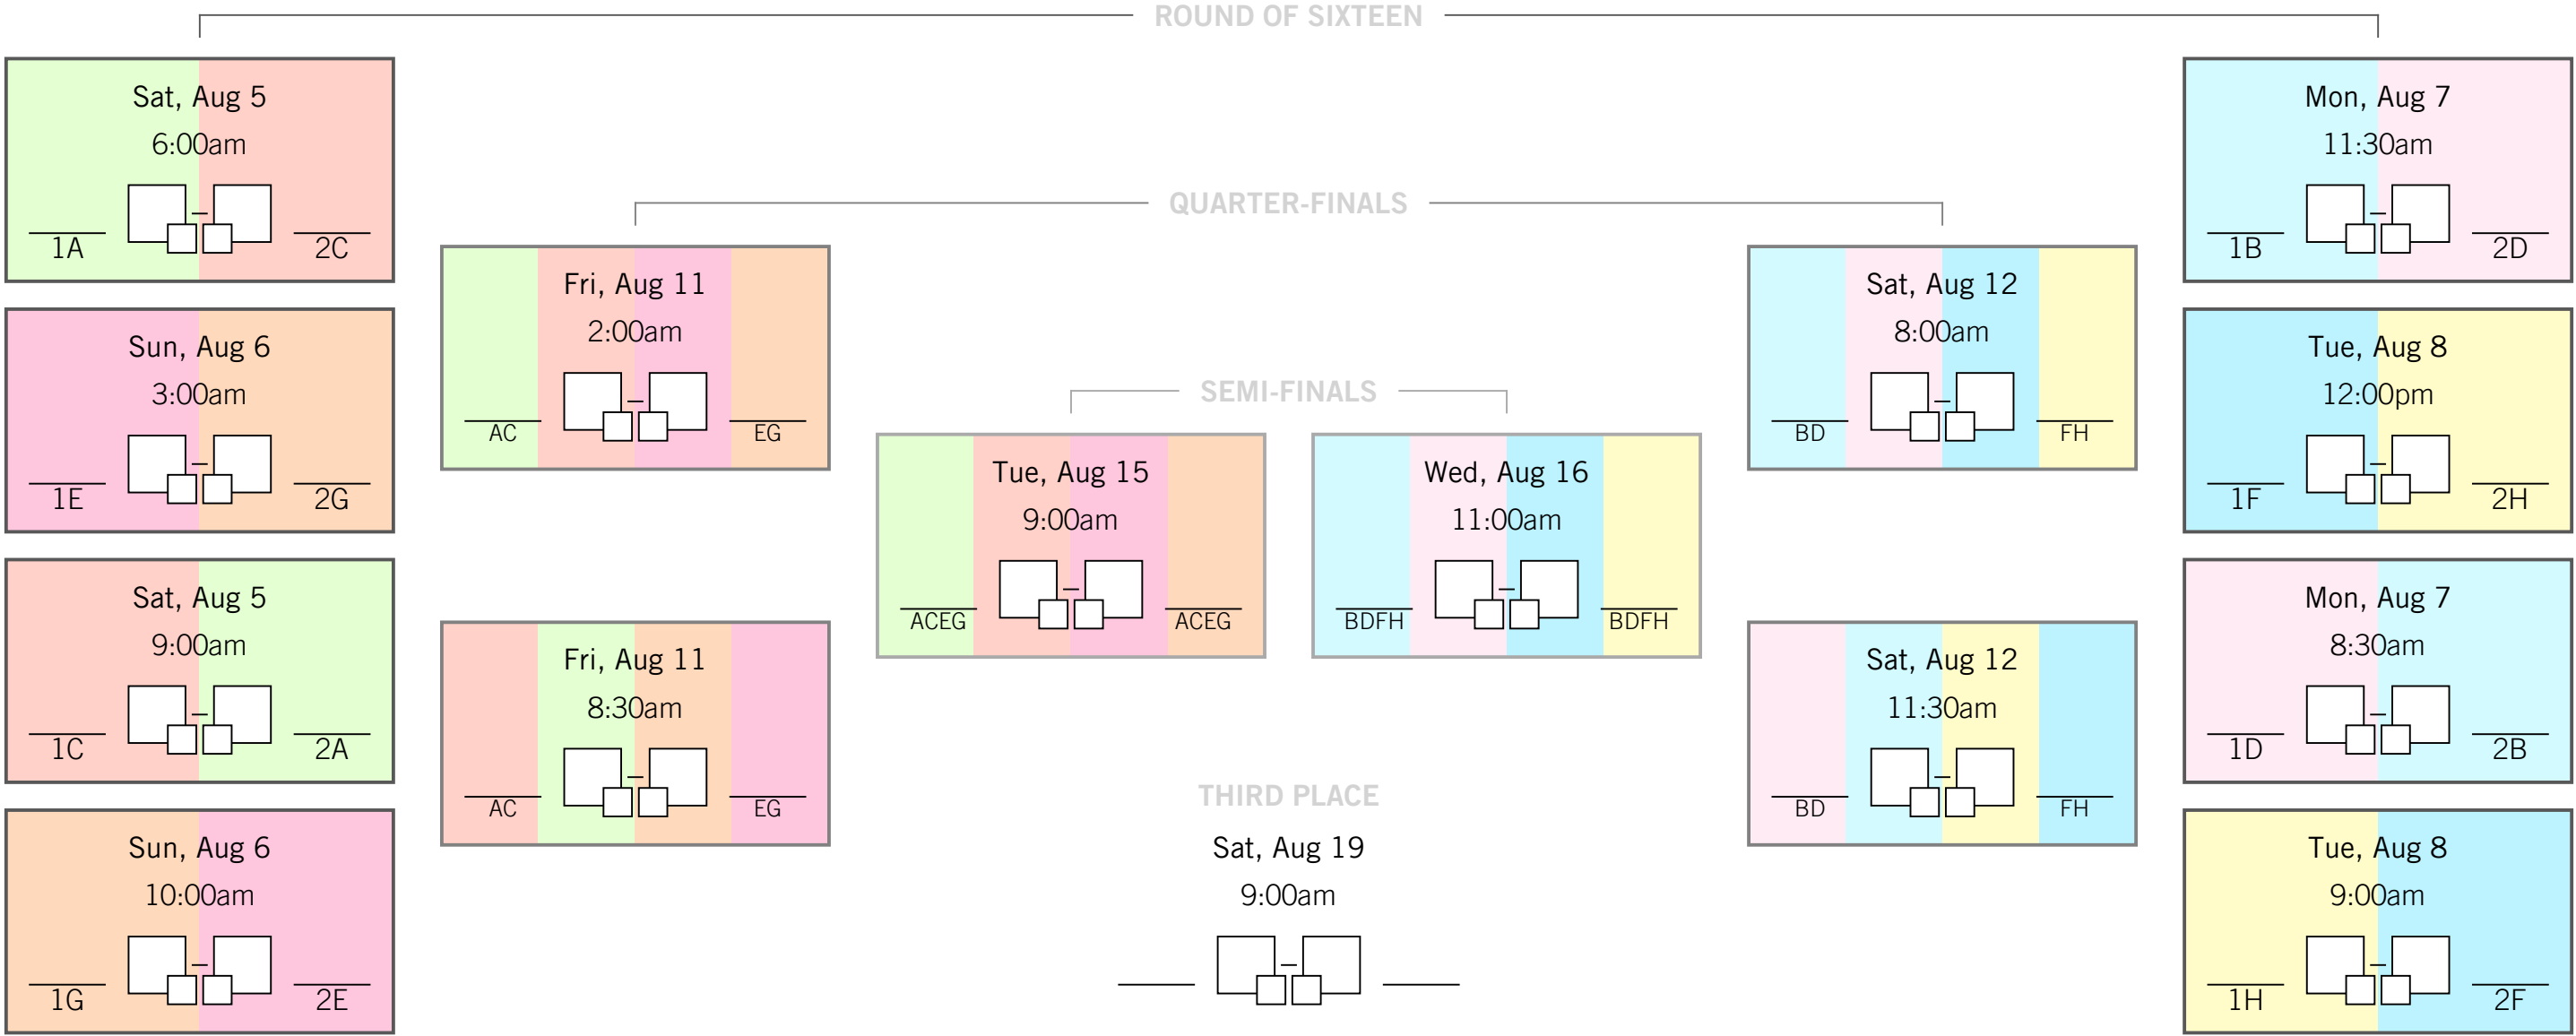 ROUND OF SIXTEEN
Sat, Aug 5
6:00am
–
1A
2C
Sun, Aug 6
3:00am
–
1E
2G
Sat, Aug 5
9:00am
–
1C
2A
Sun, Aug 6
10:00am
–
1G
2E
QUARTER-FINALS
Fri, Aug 11
2:00am
–
AC
EG
Fri, Aug 11
8:30am
–
AC
EG
SEMI-FINALS
Tue, Aug 15
9:00am
–
ACEG
ACEG
Wed, Aug 16
11:00am
–
BDFH
BDFH
THIRD PLACE
Sat, Aug 19
9:00am
–
Sat, Aug 12
8:00am
–
BD
FH
Sat, Aug 12
11:30am
–
BD
FH
Mon, Aug 7
11:30am
–
1B
2D
Tue, Aug 8
12:00pm
–
1F
2H
Mon, Aug 7
8:30am
–
1D
2B
Tue, Aug 8
9:00am
–
1H
2F